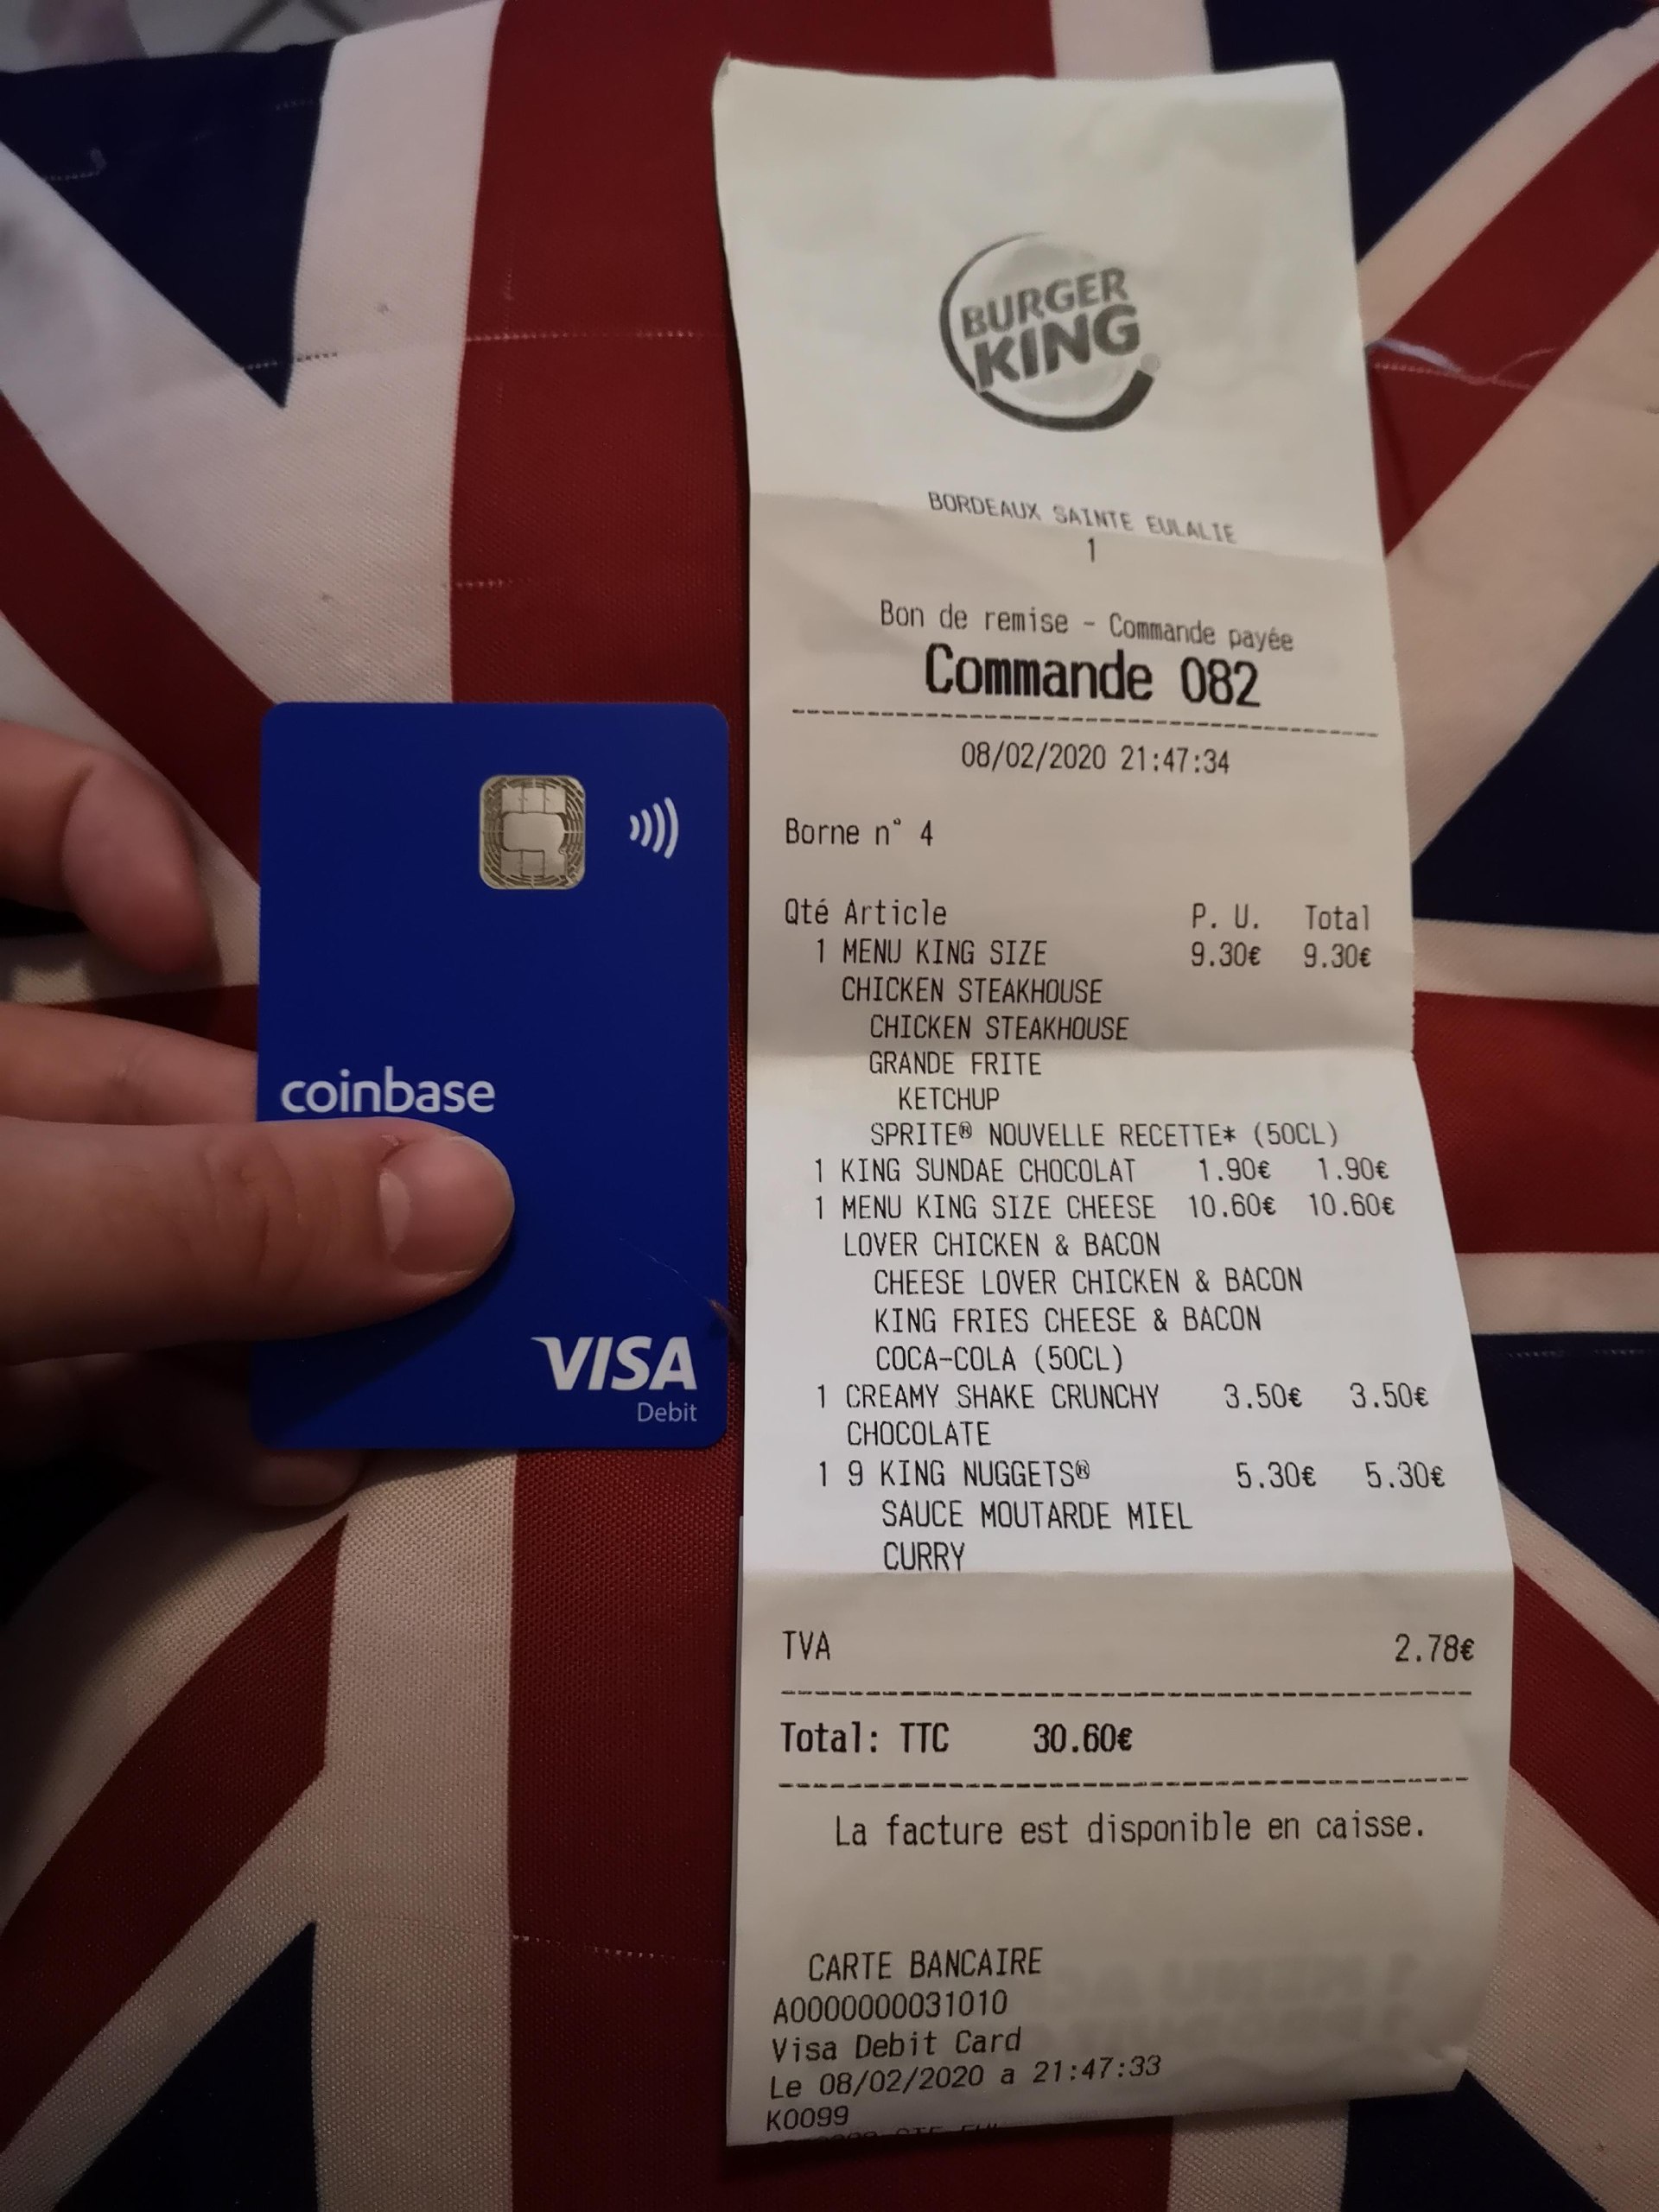 BURGER
KING
BORDEAUX SAINTE EULALIE
1
Bon de remise - Commande payée
Commande 082
08/02/2020 21:47:34
Borne n° 4
Qté Article P. U. Total
1 MENU KING SIZE 9.30€ 9.30€
CHICKEN STEAKHOUSE
CHICKEN STEAKHOUSE
GRANDE FRITE
KETCHUP
SPRITE® NOUVELLE RECETTE* (50CL)
1 KING SUNDAE CHOCOLAT 1.90€ 1.90€
1 MENU KING SIZE CHEESE 10.60€ 10.60€
LOVER CHICKEN & BACON
CHEESE LOVER CHICKEN & BACON
KING FRIES CHEESE & BACON
COCA-COLA (50CL)
1 CREAMY SHAKE CRUNCHY 3.50€ 3.50€
CHOCOLATE
1 9 KING NUGGETS® 5.30€ 5.30€
SAUCE MOUTARDE MIEL
CURRY
TVA 2.78€
Total: TTC 30.60€
La facture est disponible en caisse.
CARTE BANCAIRE
A0000000031010
Visa Debit Card
Le 08/02/2020 a 21:47:33
K0099
coinbase
VISA
Debit